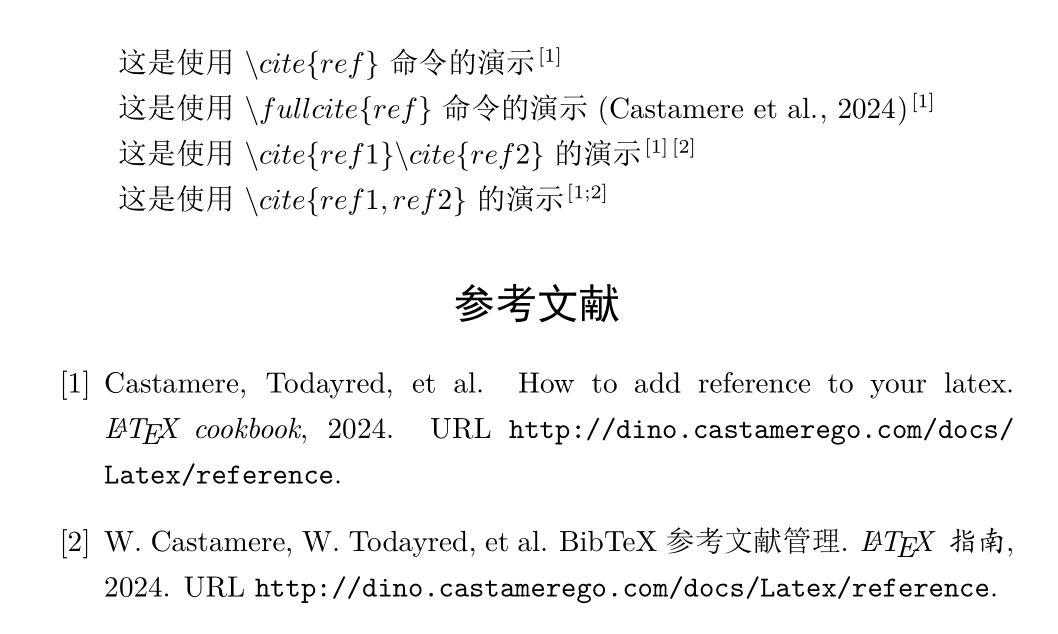 这是使用 \cite{ref} 命令的演示[1]
这是使用 \fullcite{ref} 命令的演示 (Castamere et al., 2024)[1]
这是使用 \cite{ref1}\cite{ref2} 的演示[1] [2]
这是使用 \cite{ref1, ref2} 的演示[1;2]
参考文献
[1] Castamere, Todayred, et al. How to add reference to your latex.
LATEX cookbook, 2024. URL http://dino.castamerego.com/docs/
Latex/reference.
[2] W. Castamere, W. Todayred, et al. BibTeX 参考文献管理. LATEX 指南,
2024. URL http://dino.castamerego.com/docs/Latex/reference.